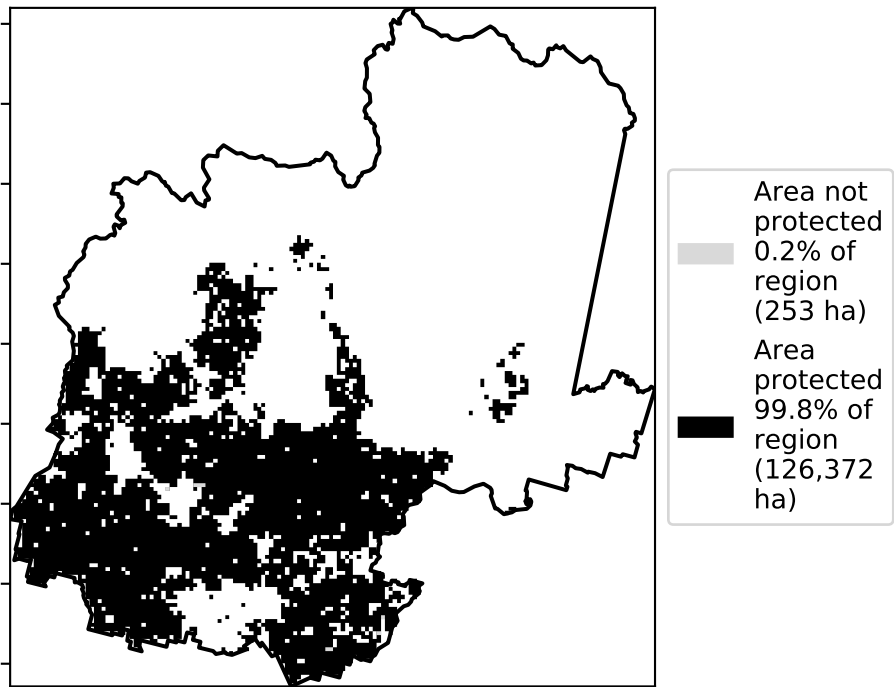 Area not
protected
0.2% of
region
(253 ha)
Area
protected
99.8% of
region
(126,372
ha)